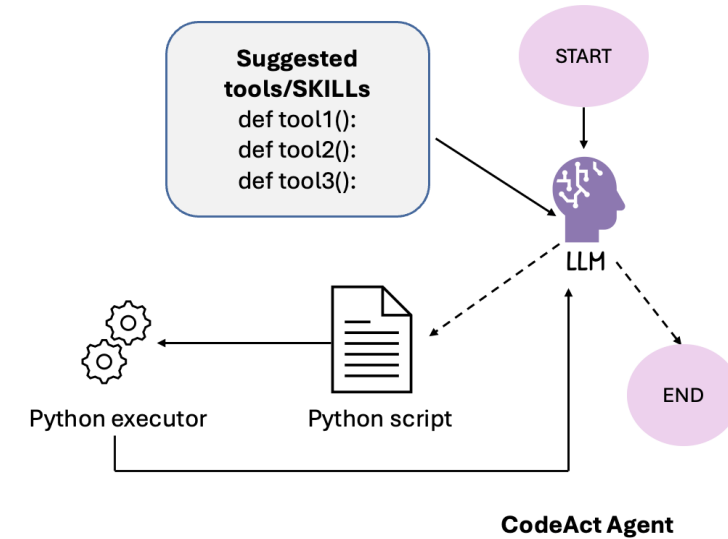 Suggested
tools/SKILLs
def tool1():
def tool2():
def tool3():
START
LLM
Python executor
Python script
END
CodeAct Agent